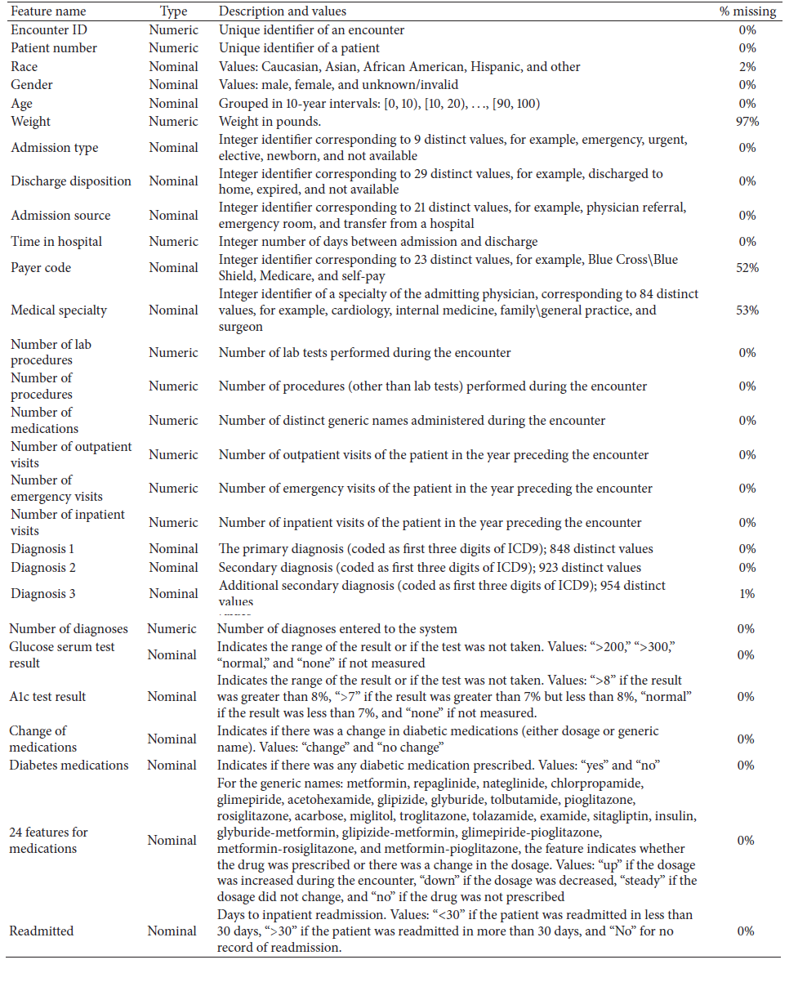 Feature name Type Description and values % missing
Encounter ID Numeric Unique identifier of an encounter 0%
Patient number Numeric Unique identifier of a patient 0%
Race Nominal Values: Caucasian, Asian, African American, Hispanic, and other 2%
Gender Nominal Values: male, female, and unknown/invalid 0%
Age Nominal Grouped in 10-year intervals: [0, 10), [10, 20), . . ., [90, 100) 0%
Weight Numeric Weight in pounds. 97%
Admission type Nominal Integer identifier corresponding to 9 distinct values, for example, emergency, urgent,
elective, newborn, and not available 0%
Discharge disposition Nominal Integer identifier corresponding to 29 distinct values, for example, discharged to
home, expired, and not available 0%
Admission source Nominal Integer identifier corresponding to 21 distinct values, for example, physician referral,
emergency room, and transfer from a hospital 0%
Time in hospital Numeric Integer number of days between admission and discharge 0%
Payer code Nominal Integer identifier corresponding to 23 distinct values, for example, Blue Cross\Blue
Shield, Medicare, and self-pay 52%
Integer identifier of a specialty of the admitting physician, corresponding to 84 distinct
Medical specialty Nominal values, for example, cardiology, internal medicine, family\general practice, and 53%
surgeon
Number of lab
procedures Numeric Number of lab tests performed during the encounter 0%
Number of
procedures Numeric Number of procedures (other than lab tests) performed during the encounter 0%
Number of
medications Numeric Number of distinct generic names administered during the encounter 0%
Number of outpatient
visits Numeric Number of outpatient visits of the patient in the year preceding the encounter 0%
Number of
emergency visits Numeric Number of emergency visits of the patient in the year preceding the encounter 0%
Number of inpatient
visits Numeric Number of inpatient visits of the patient in the year preceding the encounter 0%
Diagnosis 1 Nominal The primary diagnosis (coded as first three digits of ICD9); 848 distinct values 0%
Diagnosis 2 Nominal Secondary diagnosis (coded as first three digits of ICD9); 923 distinct values 0%
Diagnosis 3 Nominal Additional secondary diagnosis (coded as first three digits of ICD9); 954 distinct
values 1%
Number of diagnoses Numeric Number of diagnoses entered to the system 0%
Glucose serum test
result Nominal Indicates the range of the result or if the test was not taken. Values: “>200,” “>300,”
“normal,” and “none” if not measured 0%
Indicates the range of the result or if the test was not taken. Values: “>8” if the result
A1c test result Nominal was greater than 8%, “>7” if the result was greater than 7% but less than 8%, “normal” 0%
if the result was less than 7%, and “none” if not measured.
Change of
medications Nominal Indicates if there was a change in diabetic medications (either dosage or generic
name). Values: “change” and “no change” 0%
Diabetes medications Nominal Indicates if there was any diabetic medication prescribed. Values: “yes” and “no” 0%
For the generic names: metformin, repaglinide, nateglinide, chlorpropamide,
glimepiride, acetohexamide, glipizide, glyburide, tolbutamide, pioglitazone,
rosiglitazone, acarbose, miglitol, troglitazone, tolazamide, examide, sitagliptin, insulin,
24 features for
medications Nominal glyburide-metformin, glipizide-metformin, glimepiride-pioglitazone,
metformin-rosiglitazone, and metformin-pioglitazone, the feature indicates whether 0%
the drug was prescribed or there was a change in the dosage. Values: “up” if the dosage
was increased during the encounter, “down” if the dosage was decreased, “steady” if the
dosage did not change, and “no” if the drug was not prescribed
Days to inpatient readmission. Values: “<30” if the patient was readmitted in less than
Readmitted Nominal 30 days, “>30” if the patient was readmitted in more than 30 days, and “No” for no 0%
record of readmission.